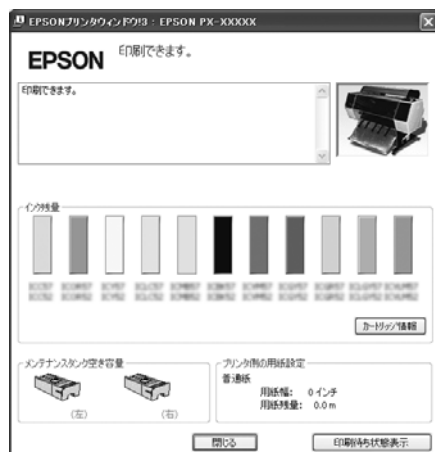 EPSONプリンタウィンドウ!3 : EPSON PX-XXXXX
EPSON
印刷できます。
印刷できます。
インク残量
カートリッジ情報
メンテナンスタンク空き容量
(左)
(右)
プリンタ側の用紙設定
普通紙
用紙幅: 0 インチ
用紙残量: 0.0 m
閉じる
印刷待ち状態表示